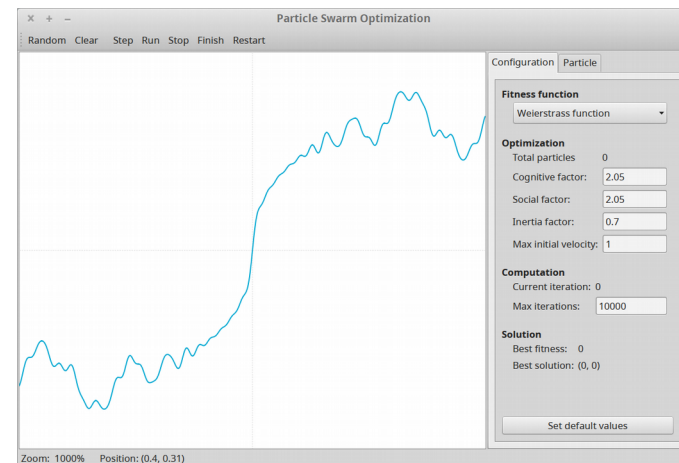 Particle Swarm Optimization
Random Clear Step Run Stop Finish Restart
Configuration Particle
Fitness function
Weierstrass function
Optimization
Total particles 0
Cognitive factor: 2.05
Social factor: 2.05
Inertia factor: 0.7
Max initial velocity: 1
Computation
Current iteration: 0
Max iterations: 10000
Solution
Best fitness: 0
Best solution: (0, 0)
Set default values
Zoom: 1000% Position: (0.4, 0.31)